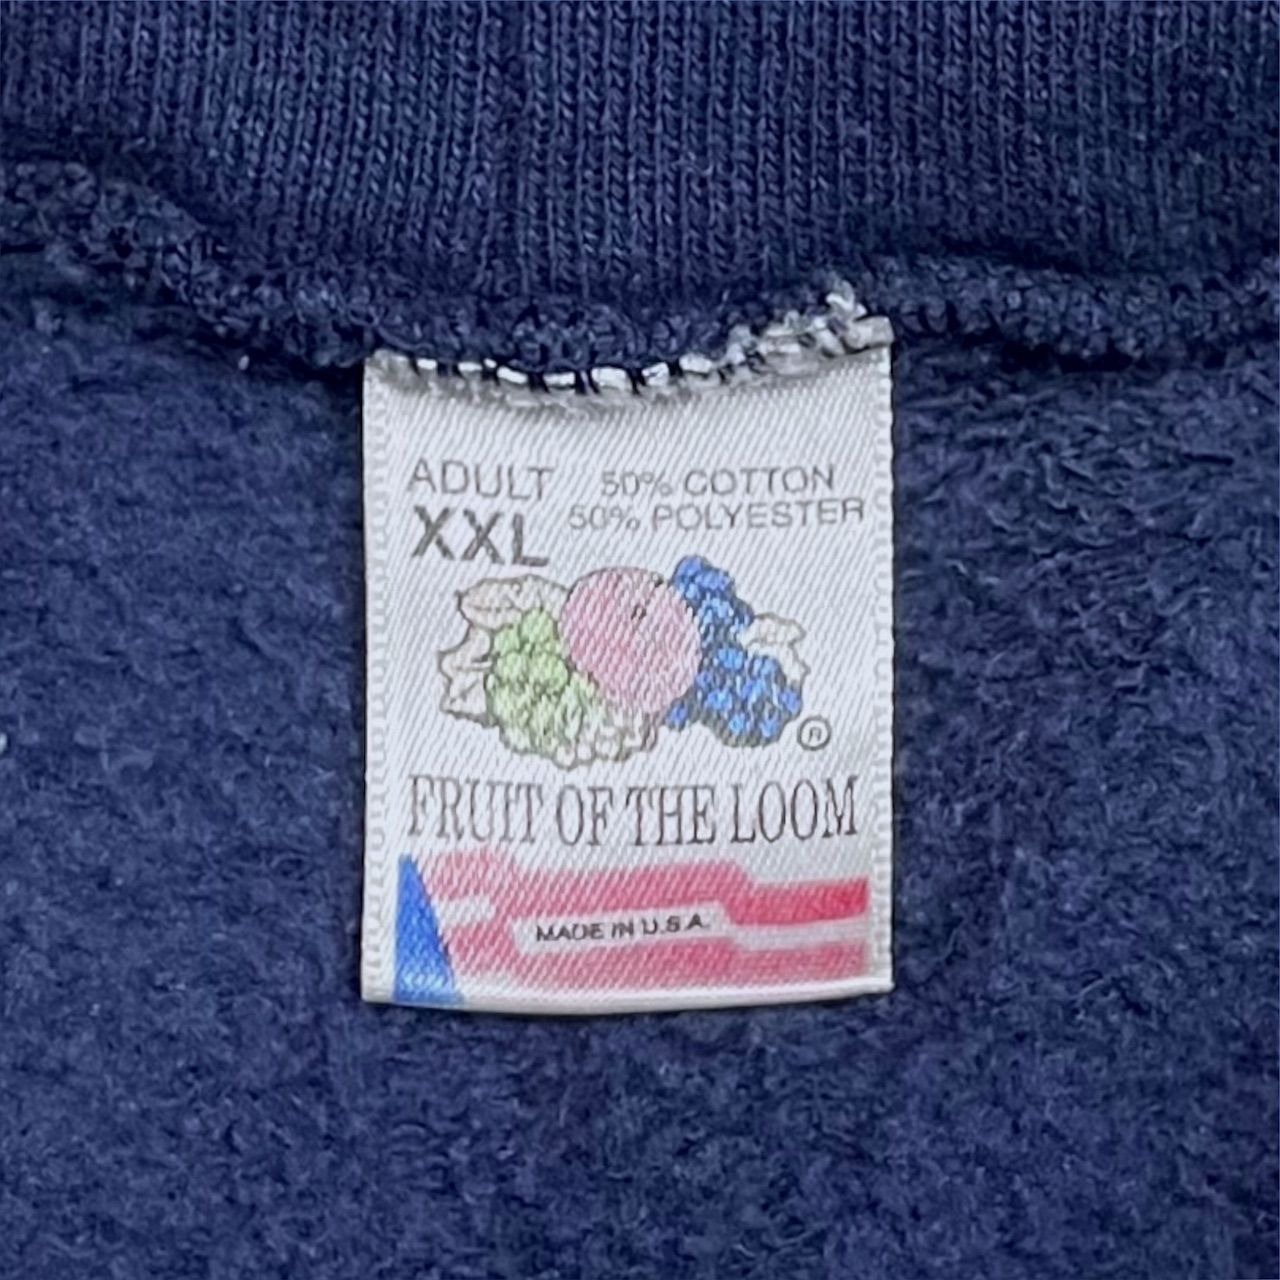 ADULT 50% COTTON
XXL 50% POLYESTER
®
FRUIT OF THE LOOM
MADE IN U.S.A.